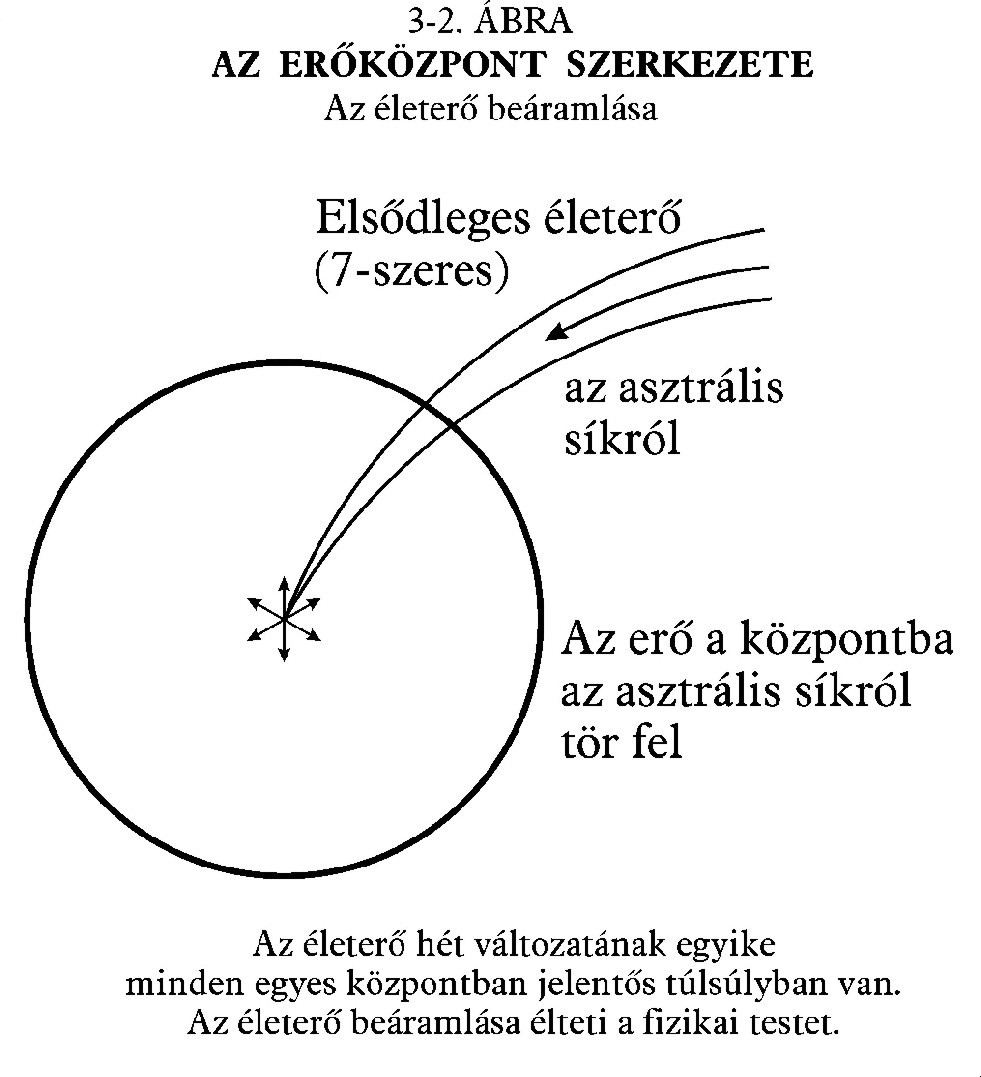 3-2. ÁBRA
AZ ERŐKÖZPONT SZERKEZETE
Az életerő beáramlása
Elsődleges életerő
(7-szeres)
az asztrális
síkról
Az erő a központba
az asztrális síkról
tör fel
Az életerő hét változatának egyike
minden egyes központban jelentős túlsúlyban van.
Az életerő beáramlása élteti a fizikai testet.